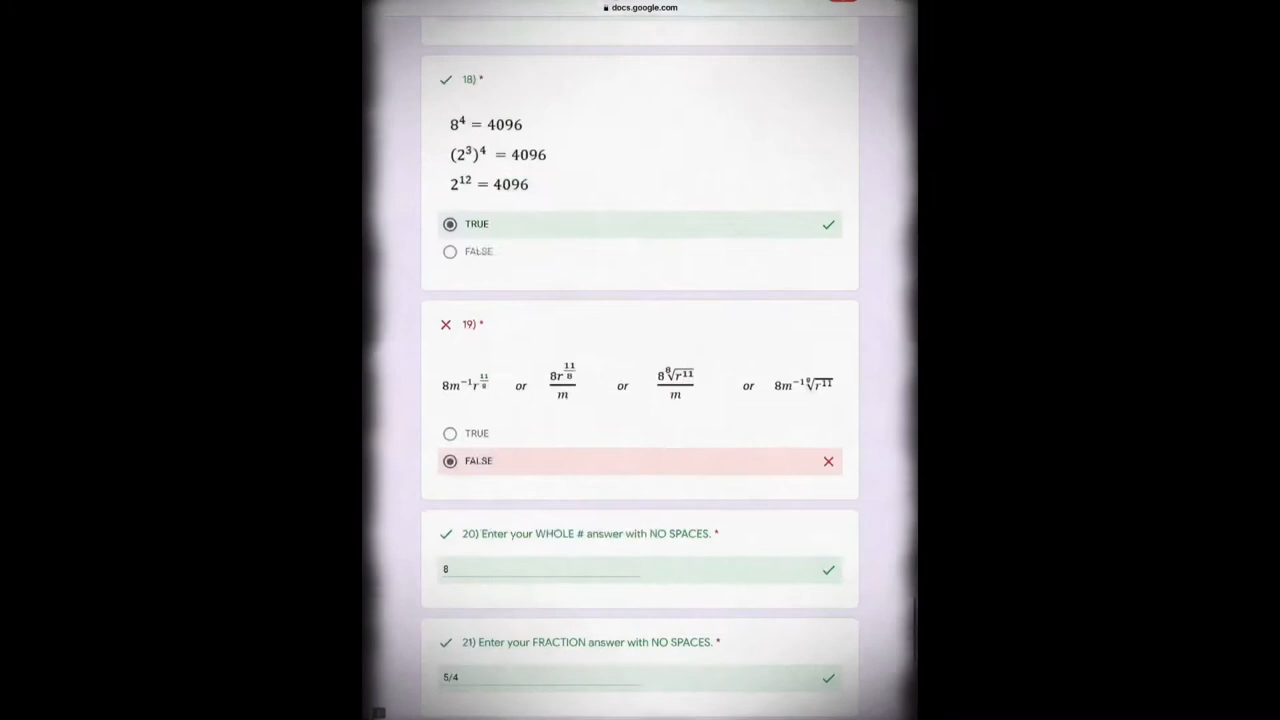 docs.google.com
18) *
8⁴ = 4096
(2³)⁴ = 4096
2¹² = 4096
TRUE
FALSE
19) *
8m⁻¹r^(11/8) or 8r^(11/8)/m or 8⁸√r¹¹/m or 8m⁻¹⁸√r¹¹
TRUE
FALSE
20) Enter your WHOLE # answer with NO SPACES. *
8
21) Enter your FRACTION answer with NO SPACES. *
5/4